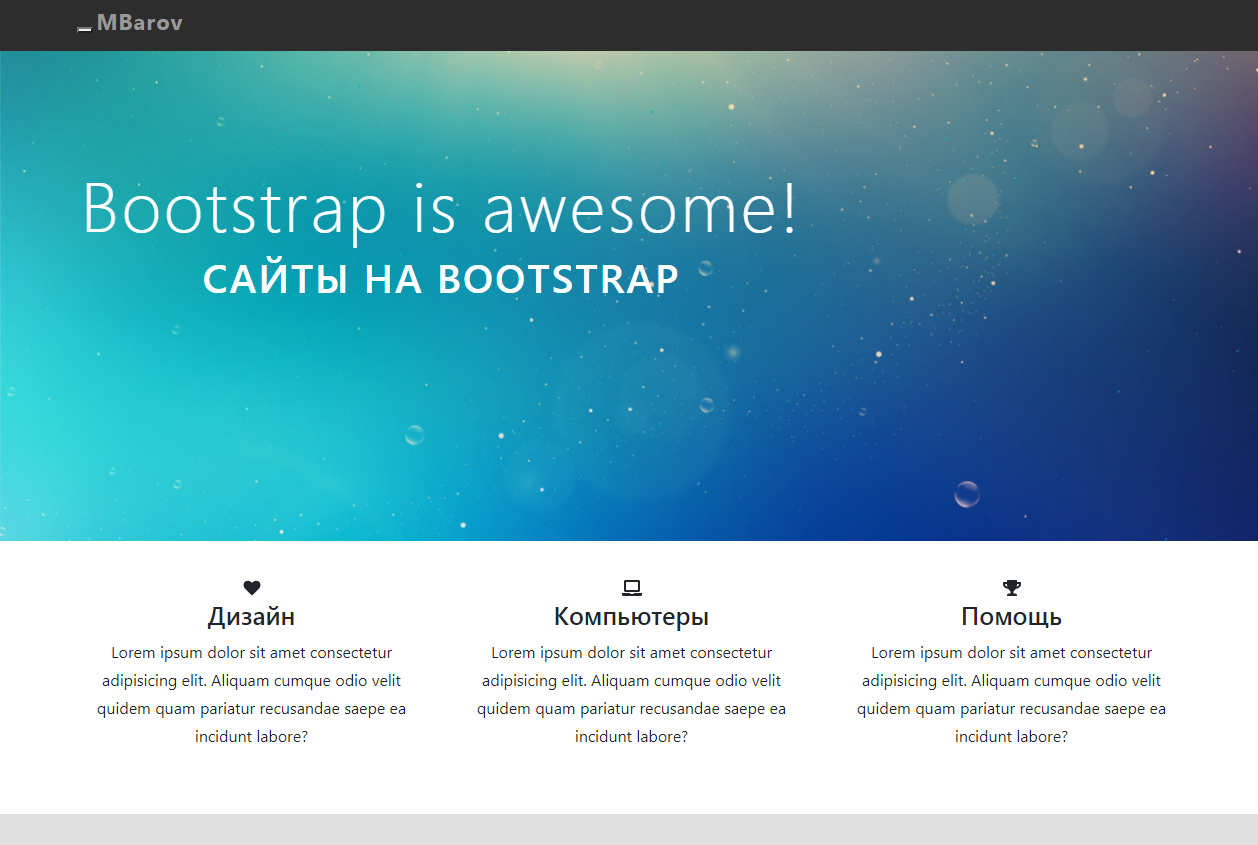 MBarov
Bootstrap is awesome!
САЙТЫ НА BOOTSTRAP
Дизайн
Lorem ipsum dolor sit amet consectetur
adipisicing elit. Aliquam cumque odio velit
quidem quam pariatur recusandae saepe ea
incidunt labore?
Компьютеры
Lorem ipsum dolor sit amet consectetur
adipisicing elit. Aliquam cumque odio velit
quidem quam pariatur recusandae saepe ea
incidunt labore?
Помощь
Lorem ipsum dolor sit amet consectetur
adipisicing elit. Aliquam cumque odio velit
quidem quam pariatur recusandae saepe ea
incidunt labore?